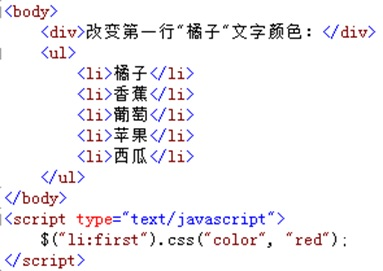 <body>
<div>改变第一行"橘子"文字颜色：</div>
<ul>
<li>橘子</li>
<li>香蕉</li>
<li>葡萄</li>
<li>苹果</li>
<li>西瓜</li>
</ul>
</body>
<script type="text/javascript">
$("li:first").css("color", "red");
</script>